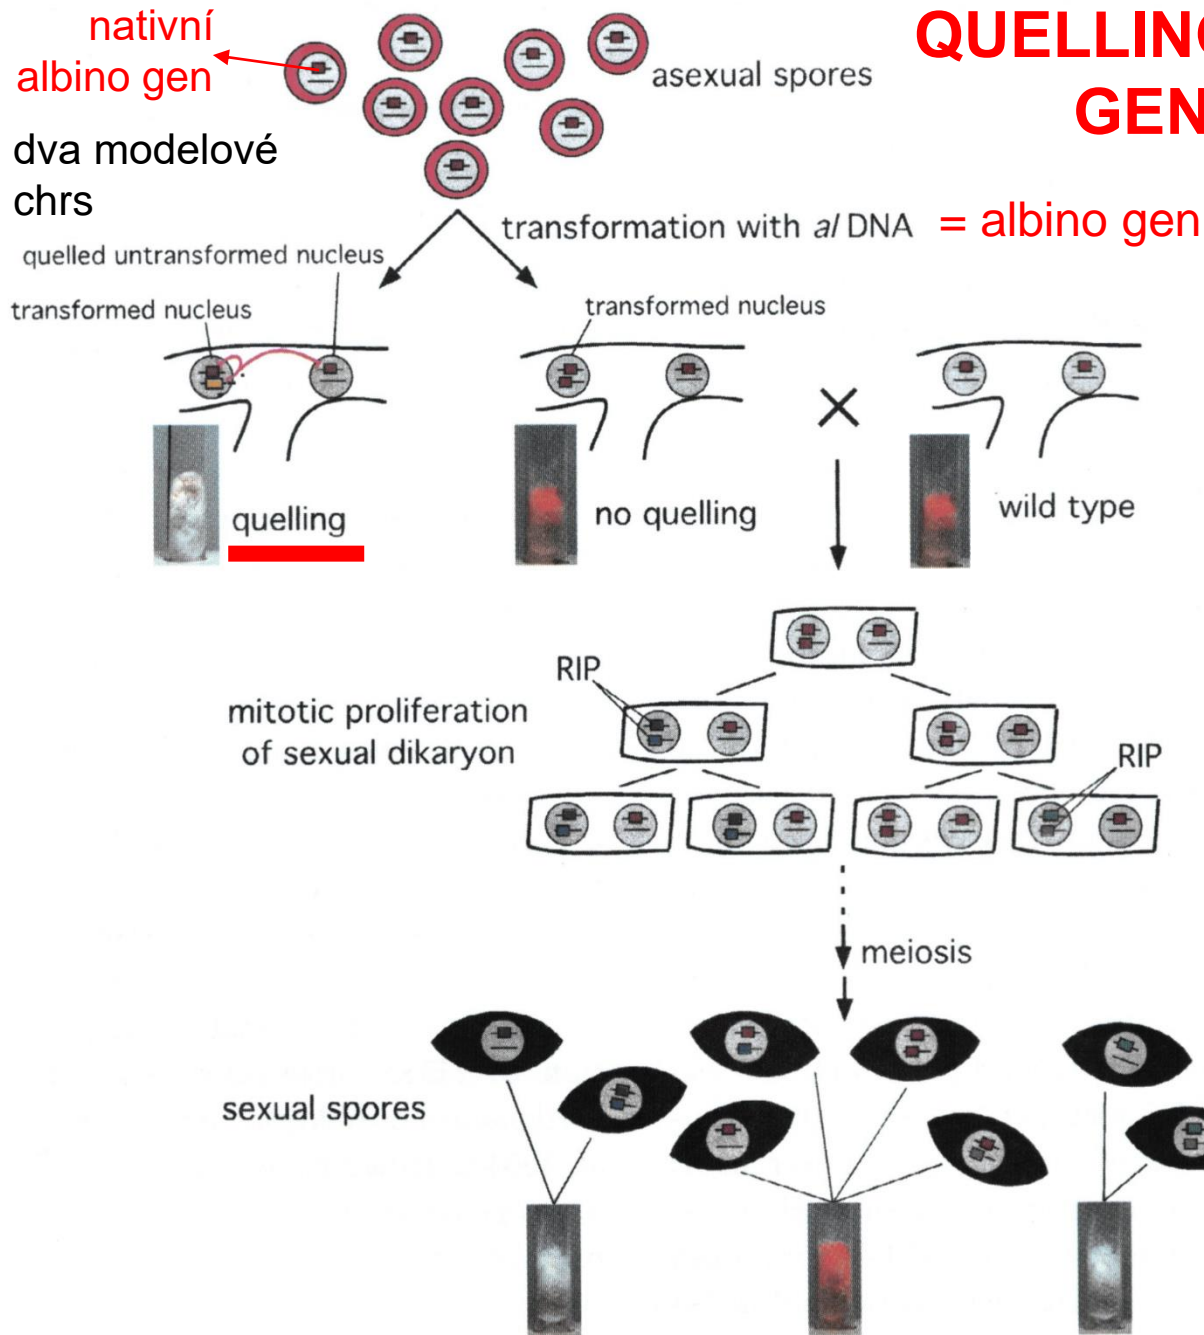 nativní
albino gen
QUELLING
GEN
asexual spores
dva modelové
chrs
transformation with al DNA = albino gen
quelled untransformed nucleus
transformed nucleus
transformed nucleus
quelling
no quelling
wild type
RIP
mitotic proliferation
of sexual dikaryon
RIP
meiosis
sexual spores